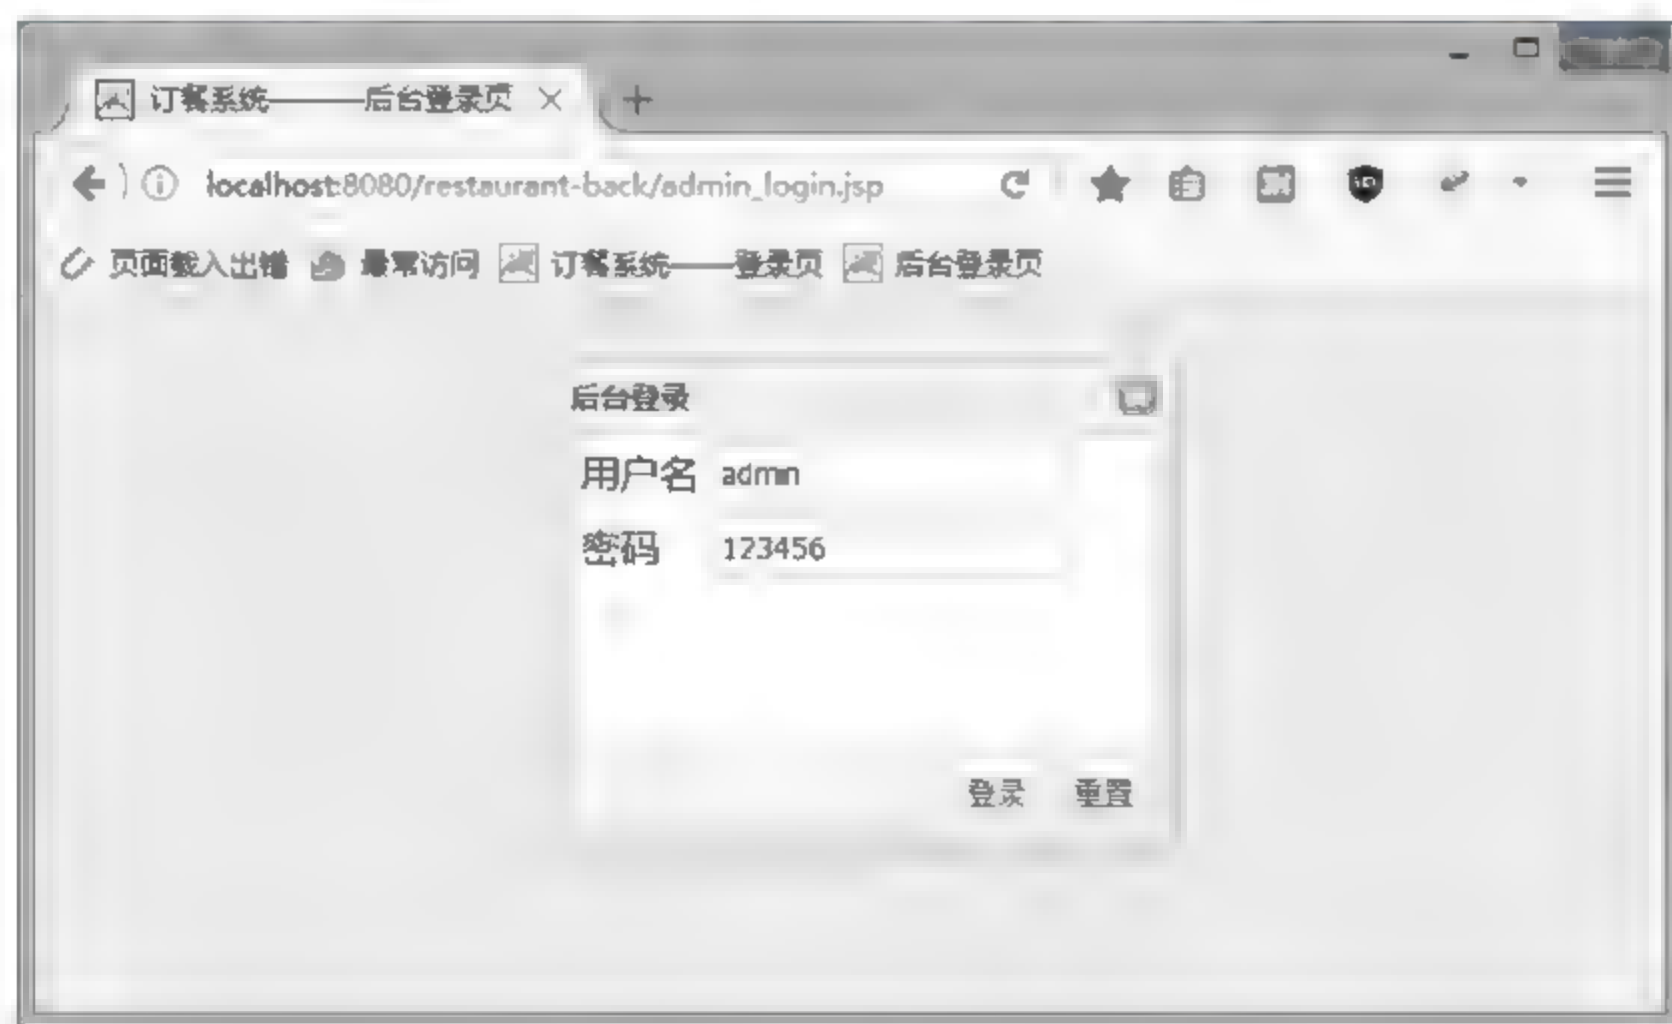 订餐系统———后台登录页
localhost:8080/restaurant-back/admin_login.jsp
页面载入出错 最常访问 订餐系统——登录页 后台登录页
后台登录
用户名 admin
密码 123456
登录 重置